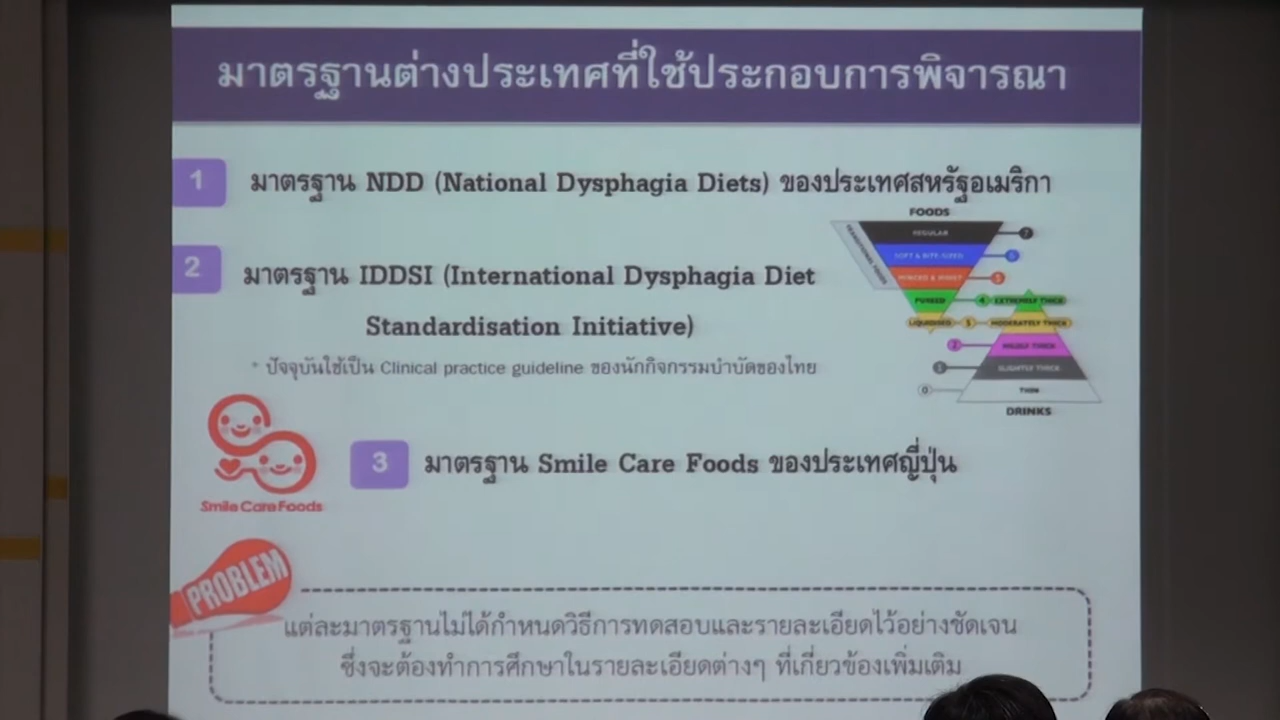 มาตรฐานต่างประเทศที่ใช้ประกอบการพิจารณา
1 มาตรฐาน NDD (National Dysphagia Diets) ของประเทศสหรัฐอเมริกา
2 มาตรฐาน IDDSI (International Dysphagia Diet
Standardisation Initiative)
* ปัจจุบันใช้เป็น Clinical practice guideline ของนักกิจกรรมบำบัดของไทย
FOODS
TRANSITIONAL FOODS
REGULAR 7
SOFT & BITE-SIZED 6
MINCED & MOIST 5
PUREED 4 EXTREMELY THICK
LIQUIDISED 3 MODERATELY THICK
2 MILDLY THICK
1 SLIGHTLY THICK
0 THIN
DRINKS
Smile Care Foods
3 มาตรฐาน Smile Care Foods ของประเทศญี่ปุ่น
PROBLEM
แต่ละมาตรฐานไม่ได้กำหนดวิธีการทดสอบและรายละเอียดไว้อย่างชัดเจน
ซึ่งจะต้องทำการศึกษาในรายละเอียดต่างๆ ที่เกี่ยวข้องเพิ่มเติม